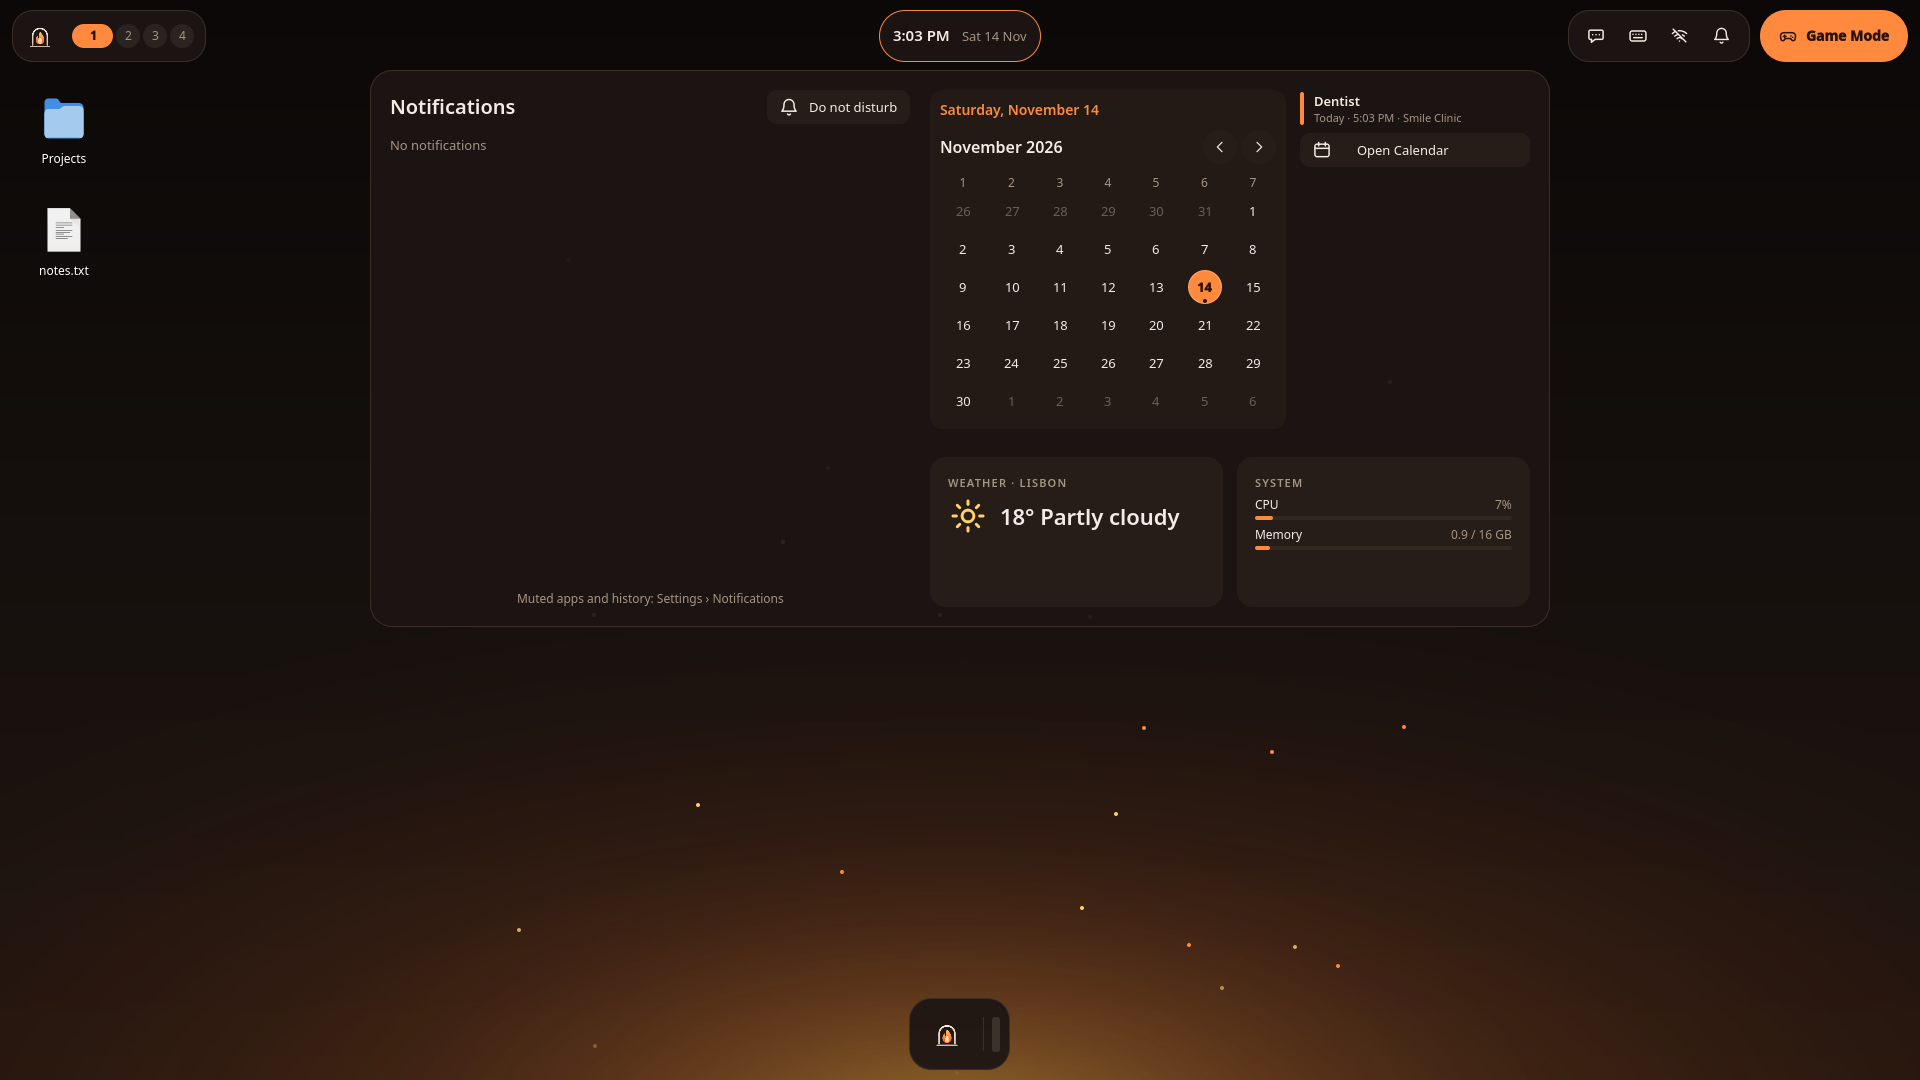 1 2 3 4
3:03 PM Sat 14 Nov
Game Mode
Projects
notes.txt
Notifications
Do not disturb
No notifications
Muted apps and history: Settings › Notifications
Saturday, November 14
November 2026
1 2 3 4 5 6 7
26 27 28 29 30 31 1
2 3 4 5 6 7 8
9 10 11 12 13 14 15
16 17 18 19 20 21 22
23 24 25 26 27 28 29
30 1 2 3 4 5 6
Dentist
Today · 5:03 PM · Smile Clinic
Open Calendar
WEATHER · LISBON
18° Partly cloudy
SYSTEM
CPU 7%
Memory 0.9 / 16 GB